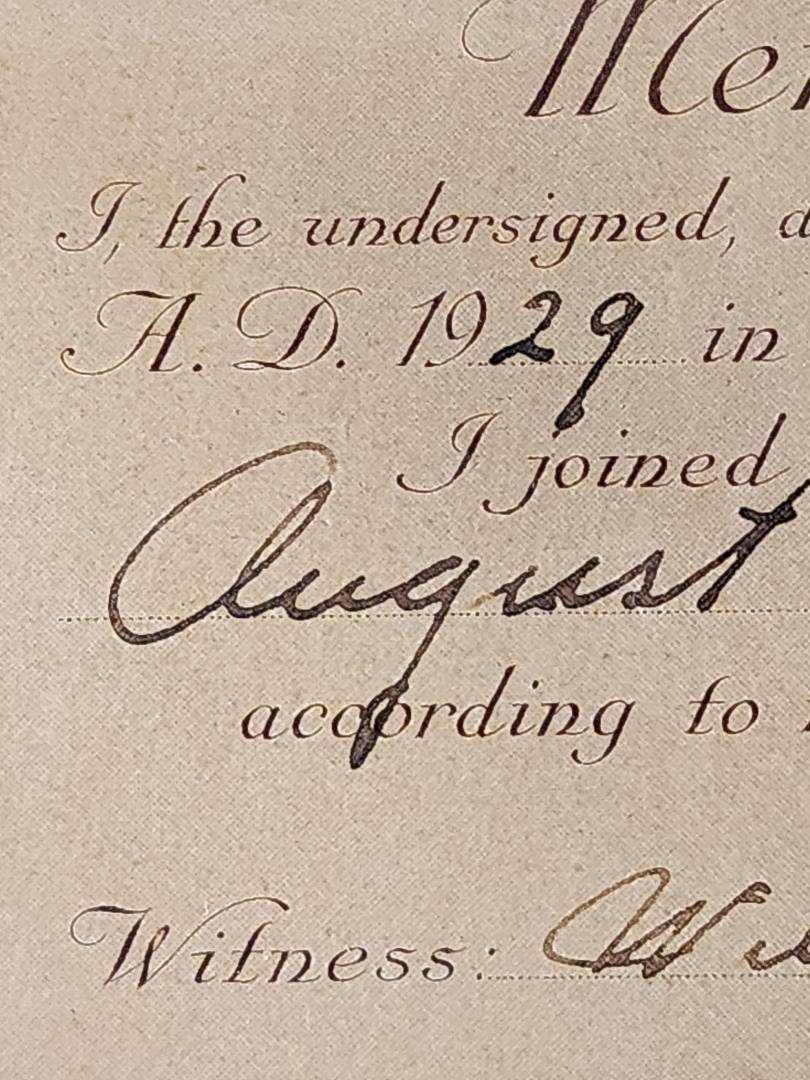 I, the undersigned,
A. D. 1929 in
I joined
August
according to
Witness: